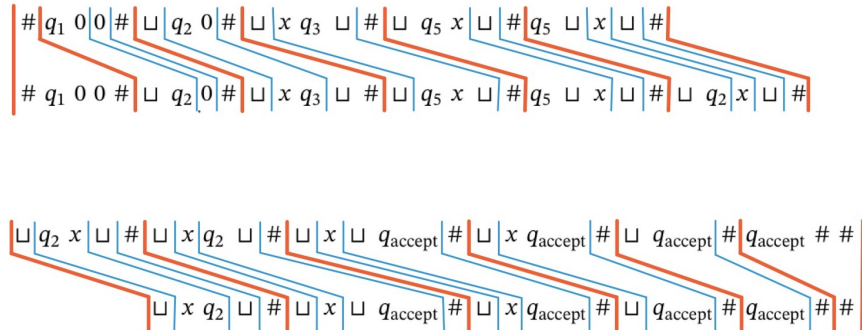 # q₁ 0 0 # ⊔ q₂ 0 # ⊔ x q₃ ⊔ # ⊔ q₅ x ⊔ # q₅ ⊔ x ⊔ #
# q₁ 0 0 # ⊔ q₂ 0 # ⊔ x q₃ ⊔ # ⊔ q₅ x ⊔ # q₅ ⊔ x ⊔ # ⊔ q₂ x ⊔ #
⊔ q₂ x ⊔ # ⊔ x q₂ ⊔ # ⊔ x ⊔ q_accept # ⊔ x q_accept # ⊔ q_accept # q_accept # #
⊔ x q₂ ⊔ # ⊔ x ⊔ q_accept # ⊔ x q_accept # ⊔ q_accept # q_accept # #